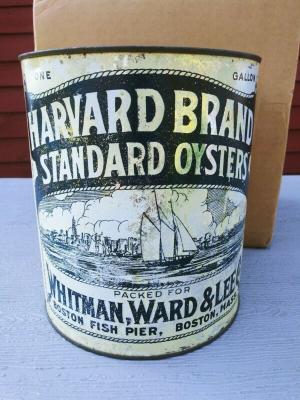 ONE GALLON
HARVARD BRAND
STANDARD OYSTERS
PACKED FOR
WHITMAN, WARD & LEE CO
BOSTON FISH PIER, BOSTON, MASS.